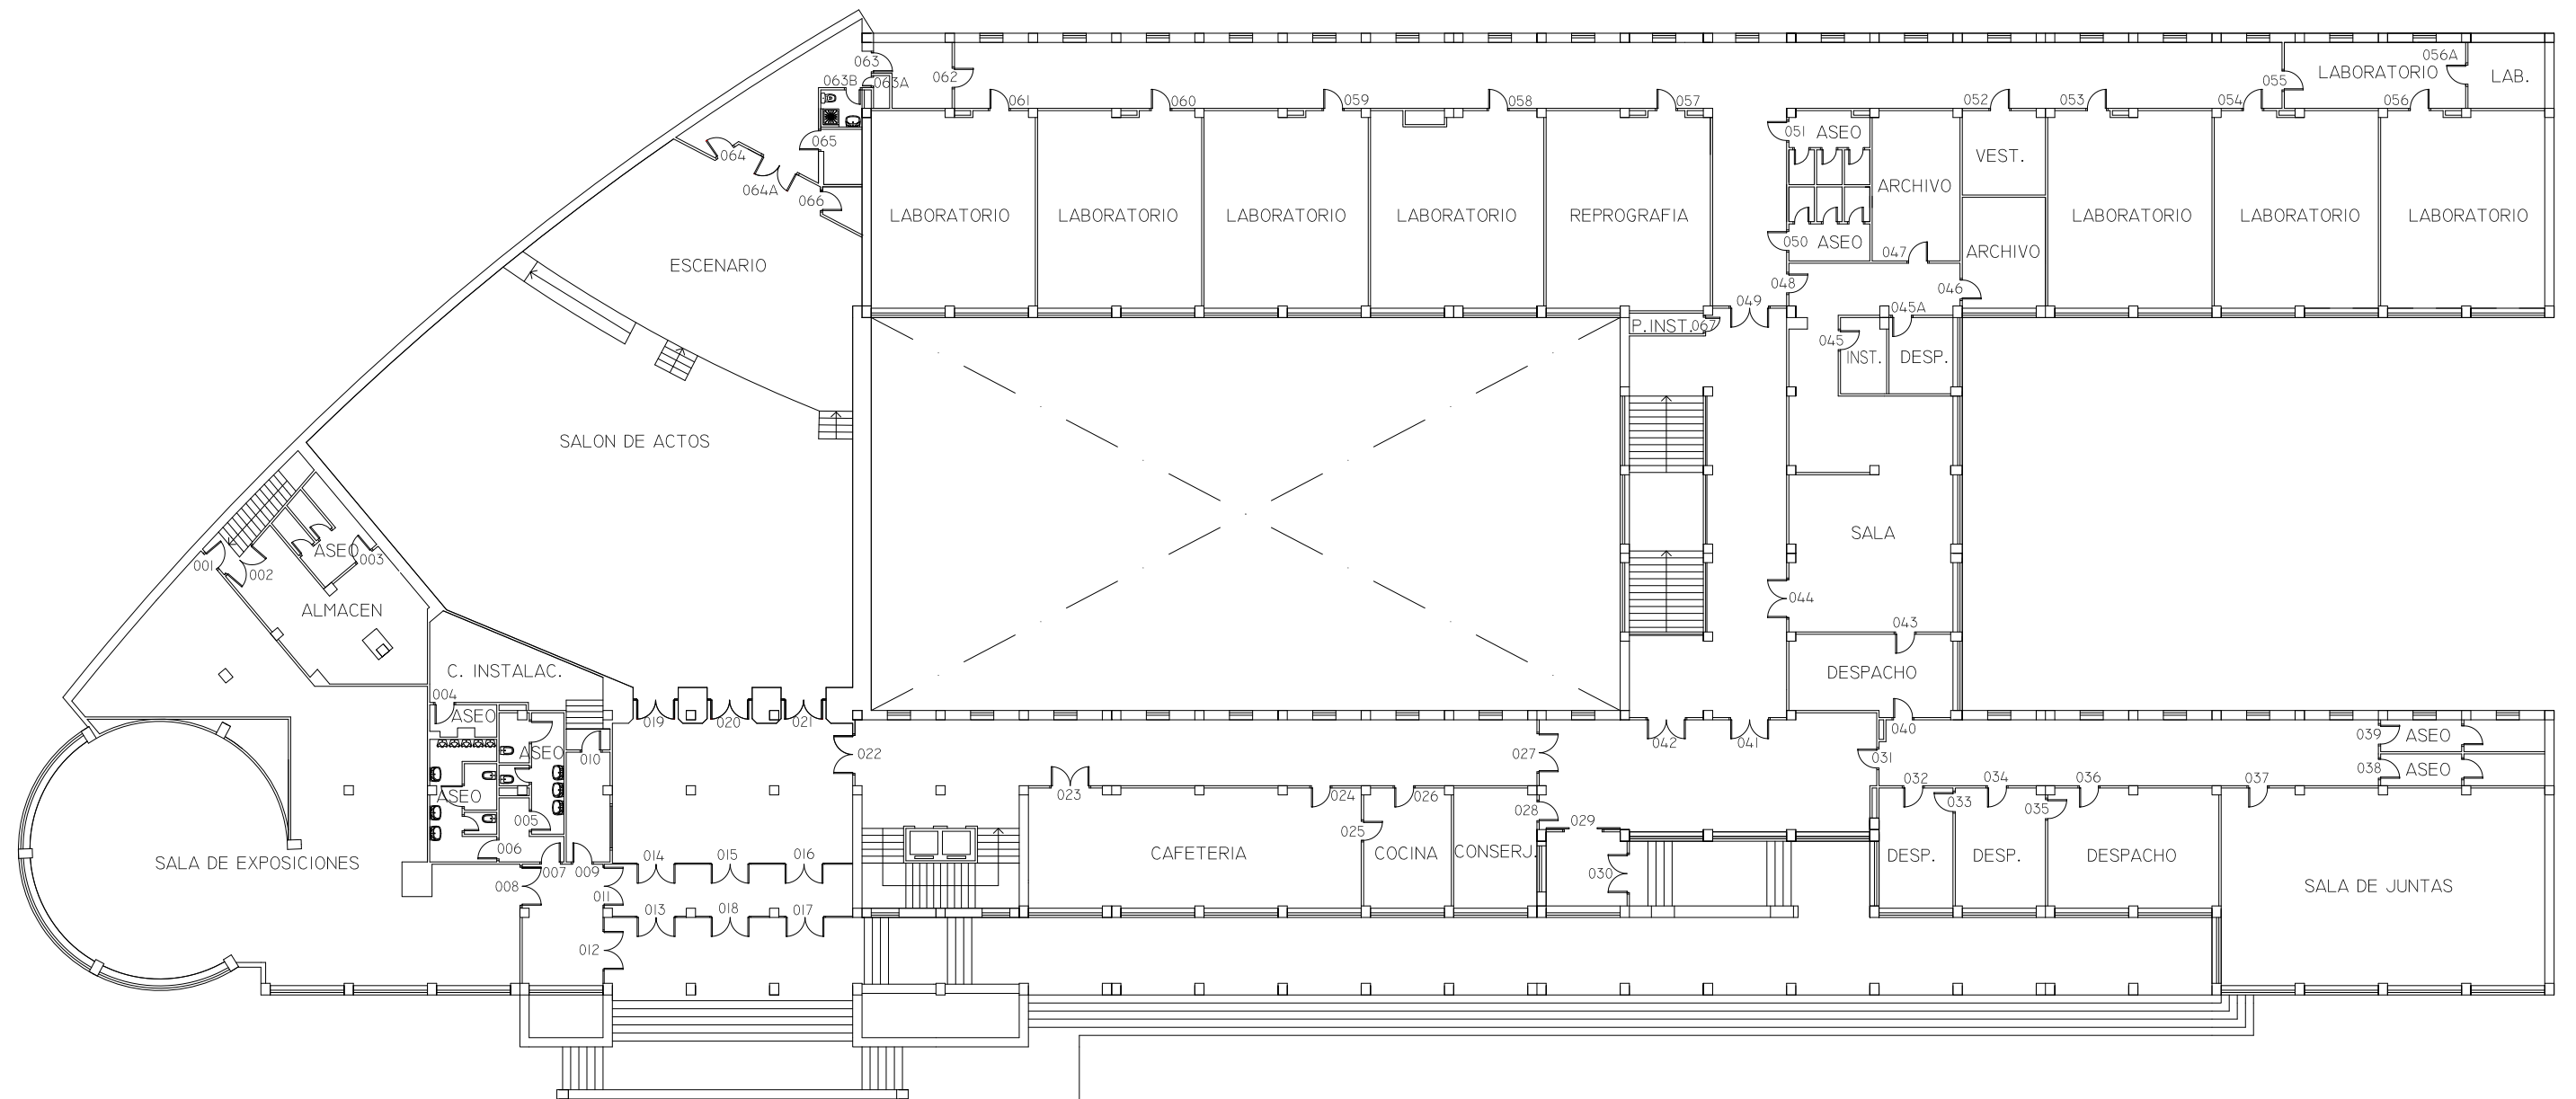 063
062
063B
063A
061
060
059
058
057
052
053
054
055
056
056A
LABORATORIO
LAB.
064
064A
065
066
051 ASEO
VEST.
ARCHIVO
LABORATORIO
LABORATORIO
LABORATORIO
LABORATORIO
REPROGRAFIA
LABORATORIO
LABORATORIO
LABORATORIO
050 ASEO
047
ARCHIVO
ESCENARIO
048
046
049
045A
P.INST.
067
045
INST.
DESP.
SALON DE ACTOS
SALA
ASEO
003
001
002
044
ALMACEN
043
C. INSTALAC.
DESPACHO
004
ASEO
019
020
021
040
039
ASEO
042
041
ASEO
010
022
027
031
038
ASEO
032
034
036
037
023
024
026
ASEO
033
035
028
005
029
025
006
014
015
016
CAFETERIA
COCINA
CONSERJ.
DESP.
DESP.
DESPACHO
SALA DE EXPOSICIONES
007
009
030
008
011
SALA DE JUNTAS
013
018
017
012